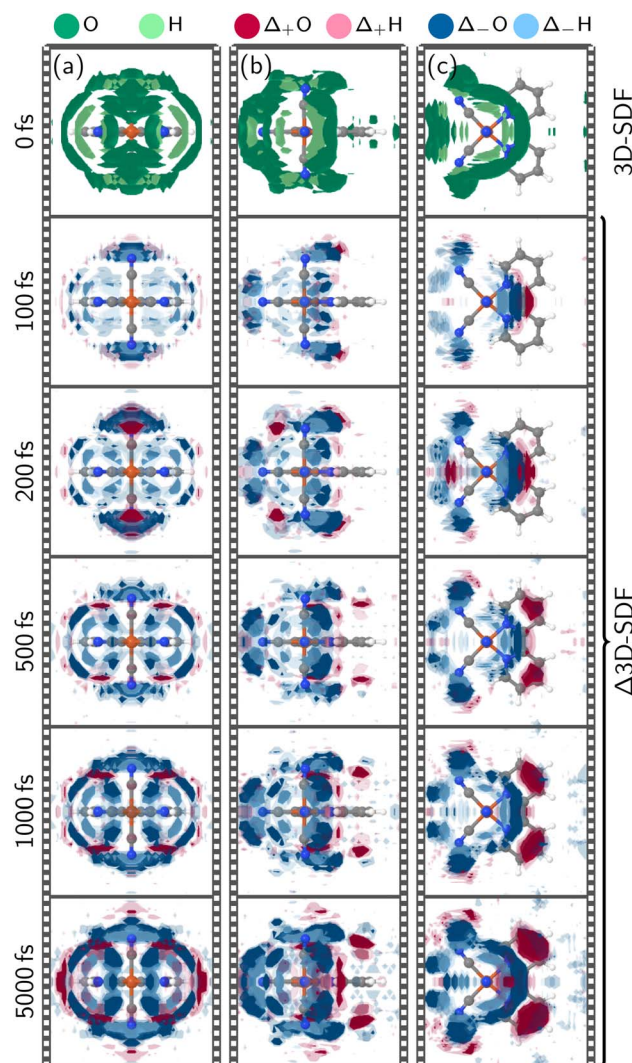 O H Δ₊O Δ₊H Δ₋O Δ₋H
(a) (b) (c)
0 fs
3D-SDF
100 fs
200 fs
500 fs
Δ3D-SDF
1000 fs
5000 fs